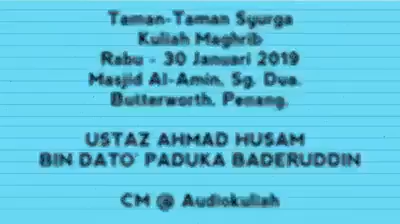 Taman-Taman Syurga
Kuliah Maghrib
Rabu - 30 Januari 2019
Masjid Al-Amin, Sg. Dua,
Butterworth, Penang.
USTAZ AHMAD HUSAM
BIN DATO' PADUKA BADERUDDIN
CM @ Audiokuliah